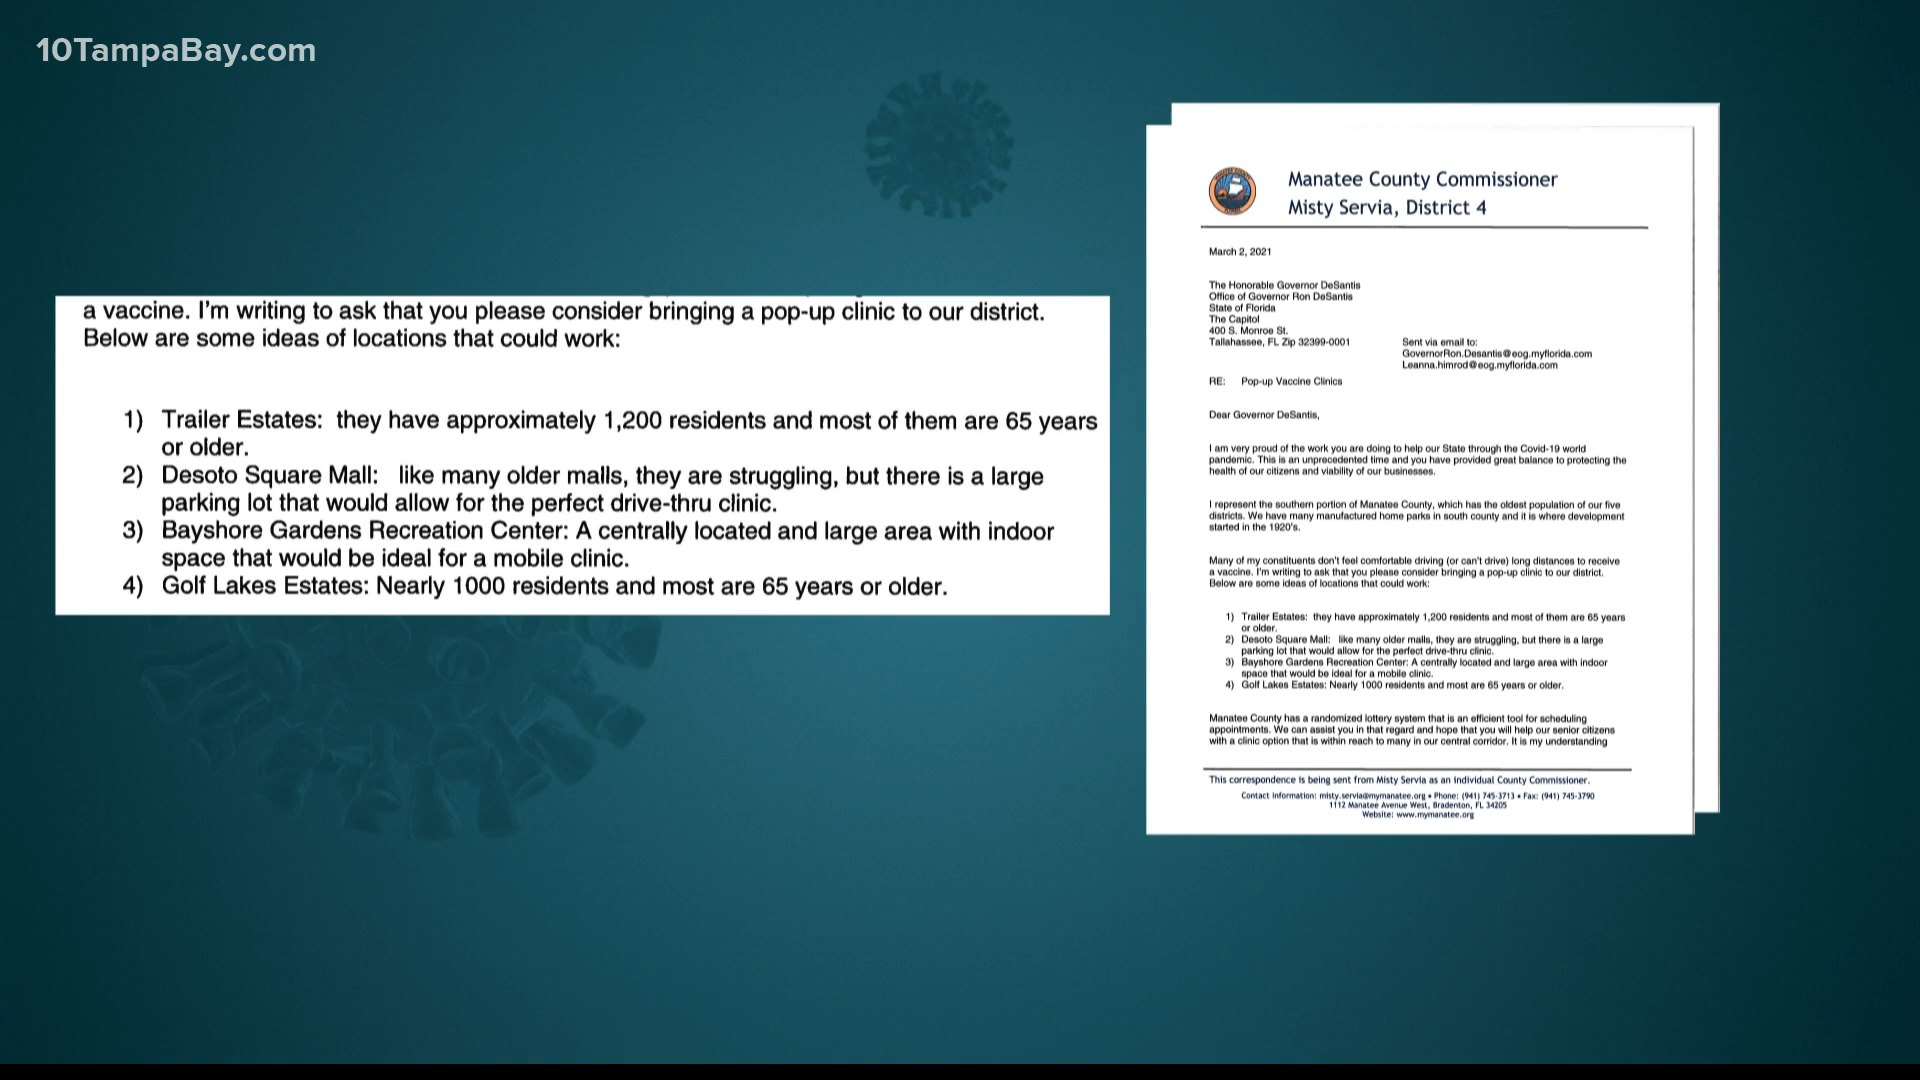 10TampaBay.com
a vaccine. I'm writing to ask that you please consider bringing a pop-up clinic to our district.
Below are some ideas of locations that could work:
1) Trailer Estates: they have approximately 1,200 residents and most of them are 65 years
or older.
2) Desoto Square Mall: like many older malls, they are struggling, but there is a large
parking lot that would allow for the perfect drive-thru clinic.
3) Bayshore Gardens Recreation Center: A centrally located and large area with indoor
space that would be ideal for a mobile clinic.
4) Golf Lakes Estates: Nearly 1000 residents and most are 65 years or older.
Manatee County Commissioner
Misty Servia, District 4
March 2, 2021
The Honorable Governor DeSantis
Office of Governor Ron DeSantis
State of Florida
The Capitol
400 S. Monroe St.
Tallahassee, FL Zip 32399-0001
Sent via email to:
GovernorRon.Desantis@eog.myflorida.com
Leanna.himrod@eog.myflorida.com
RE: Pop-up Vaccine Clinics
Dear Governor DeSantis,
I am very proud of the work you are doing to help our State through the Covid-19 world
pandemic. This is an unprecedented time and you have provided great balance to protecting the
health of our citizens and viability of our businesses.
I represent the southern portion of Manatee County, which has the oldest population of our five
districts. We have many manufactured home parks in south county and it is where development
started in the 1920's.
Many of my constituents don't feel comfortable driving (or can't drive) long distances to receive
a vaccine. I'm writing to ask that you please consider bringing a pop-up clinic to our district.
Below are some ideas of locations that could work:
1) Trailer Estates: they have approximately 1,200 residents and most of them are 65 years
or older.
2) Desoto Square Mall: like many older malls, they are struggling, but there is a large
parking lot that would allow for the perfect drive-thru clinic.
3) Bayshore Gardens Recreation Center: A centrally located and large area with indoor
space that would be ideal for a mobile clinic.
4) Golf Lakes Estates: Nearly 1000 residents and most are 65 years or older.
Manatee County has a randomized lottery system that is an efficient tool for scheduling
appointments. We can assist you in that regard and hope that you will help our senior citizens
with a clinic option that is within reach to many in our central corridor. It is my understanding
This correspondence is being sent from Misty Servia as an individual County Commissioner.
Contact Information: misty.servia@mymanatee.org • Phone: (941) 745-3713 • Fax: (941) 745-3790
1112 Manatee Avenue West, Bradenton, FL 34205
Website: www.mymanatee.org